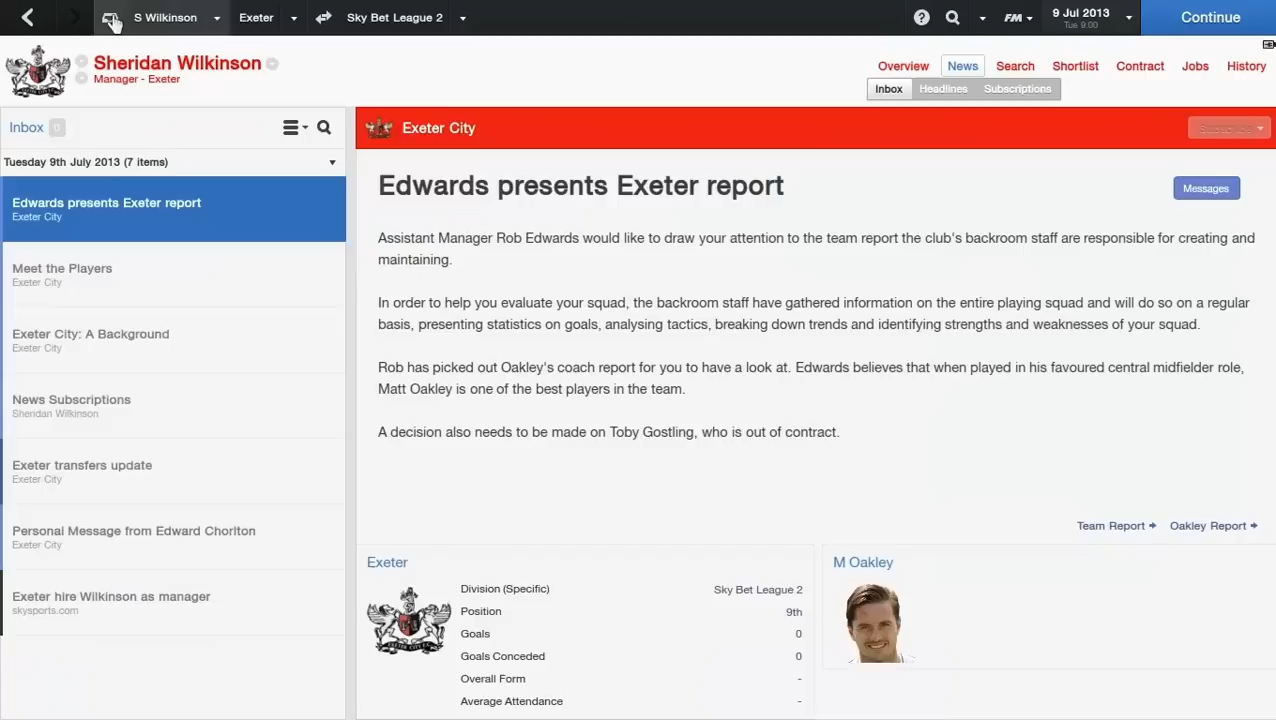 S Wilkinson Exeter Sky Bet League 2 FM 9 Jul 2013 Continue
Tue 9:00
Sheridan Wilkinson
Manager - Exeter
Overview News Search Shortlist Contract Jobs History
Inbox Headlines Subscriptions
Inbox 0
Exeter City
Tuesday 9th July 2013 (7 items)
Edwards presents Exeter report
Exeter City
Meet the Players
Exeter City
Exeter City: A Background
Exeter City
News Subscriptions
Sheridan Wilkinson
Exeter transfers update
Exeter City
Personal Message from Edward Chorlton
Exeter City
Exeter hire Wilkinson as manager
skysports.com
Edwards presents Exeter report
Messages
Assistant Manager Rob Edwards would like to draw your attention to the team report the club's backroom staff are responsible for creating and
maintaining.
In order to help you evaluate your squad, the backroom staff have gathered information on the entire playing squad and will do so on a regular
basis, presenting statistics on goals, analysing tactics, breaking down trends and identifying strengths and weaknesses of your squad.
Rob has picked out Oakley's coach report for you to have a look at. Edwards believes that when played in his favoured central midfielder role,
Matt Oakley is one of the best players in the team.
A decision also needs to be made on Toby Gostling, who is out of contract.
Team Report Oakley Report
Exeter
Division (Specific) Sky Bet League 2
Position 9th
Goals 0
Goals Conceded 0
Overall Form -
Average Attendance -
M Oakley